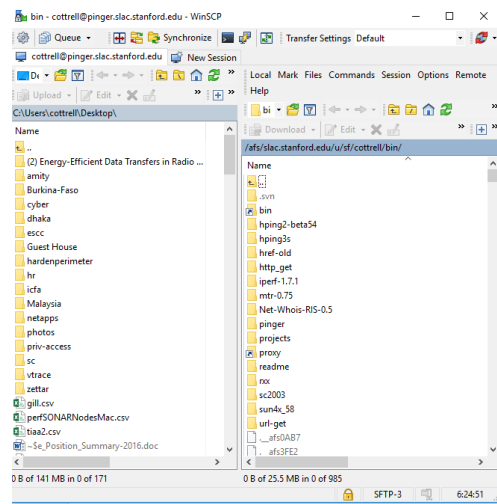 bin - cottrell@pinger.slac.stanford.edu - WinSCP
Queue Synchronize Transfer Settings Default
cottrell@pinger.slac.stanford.edu New Session
Local Mark Files Commands Session Options Remote
Help
Upload Edit
C:\Users\cottrell\Desktop\
Name
..
(2) Energy-Efficient Data Transfers in Radio ...
amity
Burkina-Faso
cyber
dhaka
escc
Guest House
hardenperimeter
hr
icfa
Malaysia
netapps
photos
priv-access
sc
vtrace
zettar
gill.csv
perfSONARNodesMac.csv
tiaa2.csv
~$e_Position_Summary-2016.doc
0 B of 141 MB in 0 of 171
bi
Download Edit
/afs/slac.stanford.edu/u/sf/cottrell/bin/
Name
..
.svn
bin
hping2-beta54
hping3s
href-old
http_get
iperf-1.7.1
mtr-0.75
Net-Whois-RIS-0.5
pinger
projects
proxy
readme
sc2003
sun4x_58
url-get
.__afs0AB7
.__afs3FE2
0 B of 25.5 MB in 0 of 985
SFTP-3 6:24:51